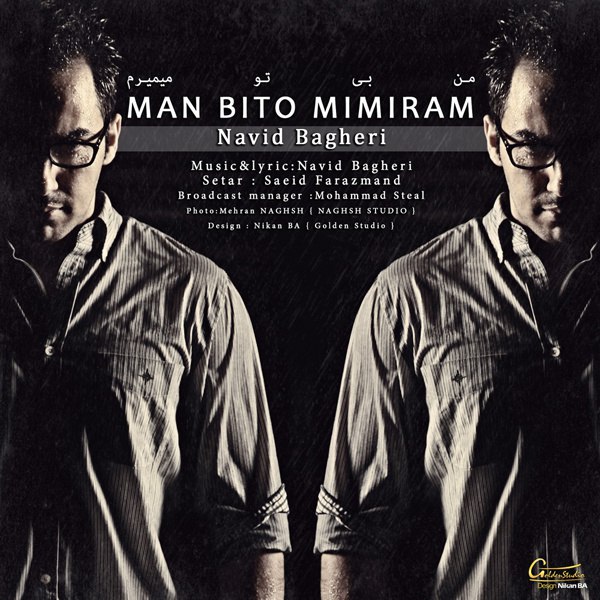 من بی تو میمیرم
MAN BITO MIMIRAM
Navid Bagheri
Music&lyric:Navid Bagheri
Setar : Saeid Farazmand
Broadcast manager :Mohammad Steal
Photo:Mehran NAGHSH { NAGHSH STUDIO }
Design : Nikan BA { Golden Studio }
GoldenStudio
Design:Nikan BA